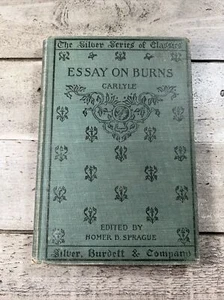 The Silver Series of Classics
ESSAY ON BURNS
CARLYLE
EDITED BY
HOMER B. SPRAGUE
Silver, Burdett & Company